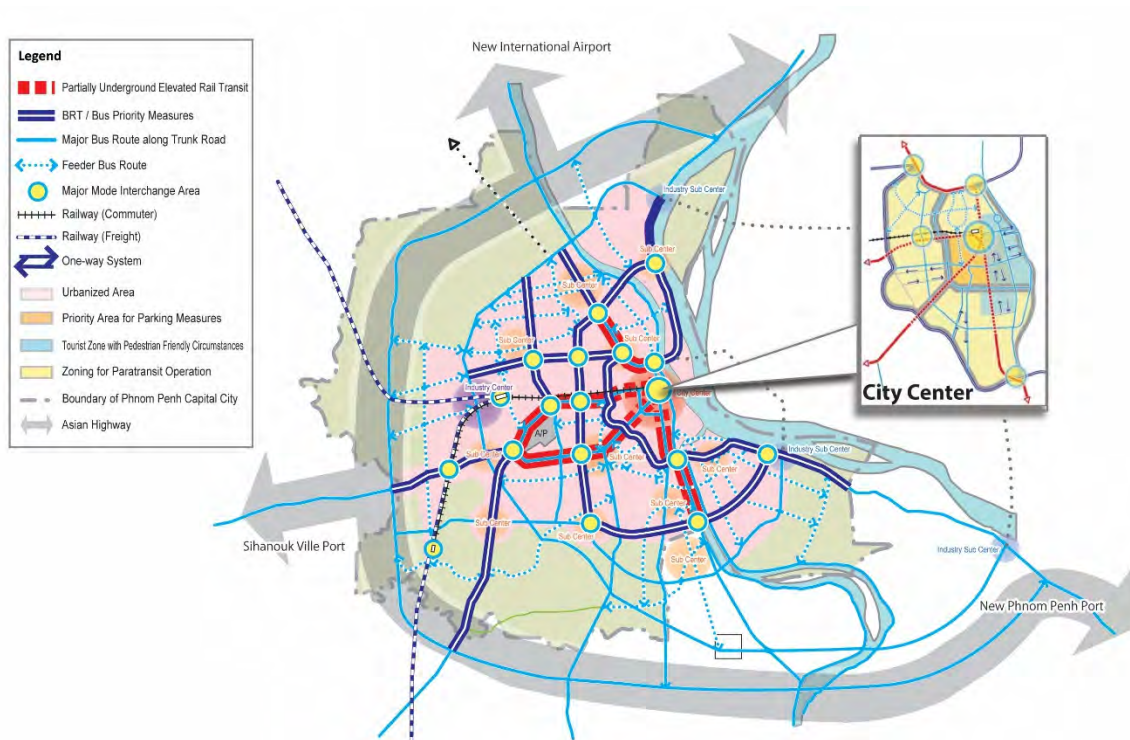 Legend
Partially Underground Elevated Rail Transit
BRT / Bus Priority Measures
Major Bus Route along Trunk Road
Feeder Bus Route
Major Mode Interchange Area
Railway (Commuter)
Railway (Freight)
One-way System
Urbanized Area
Priority Area for Parking Measures
Tourist Zone with Pedestrian Friendly Circumstances
Zoning for Paratransit Operation
Boundary of Phnom Penh Capital City
Asian Highway
New International Airport
Industry Sub Center
Sub Center
Sub Center
Sub Center
Sub Center
Industry Center
City Center
A/P
Sub Center
Sub Center
Sub Center
Industry Sub Center
Sub Center
Sub Center
Sub Center
Sub Center
Industry Sub Center
Sihanouk Ville Port
New Phnom Penh Port
City Center